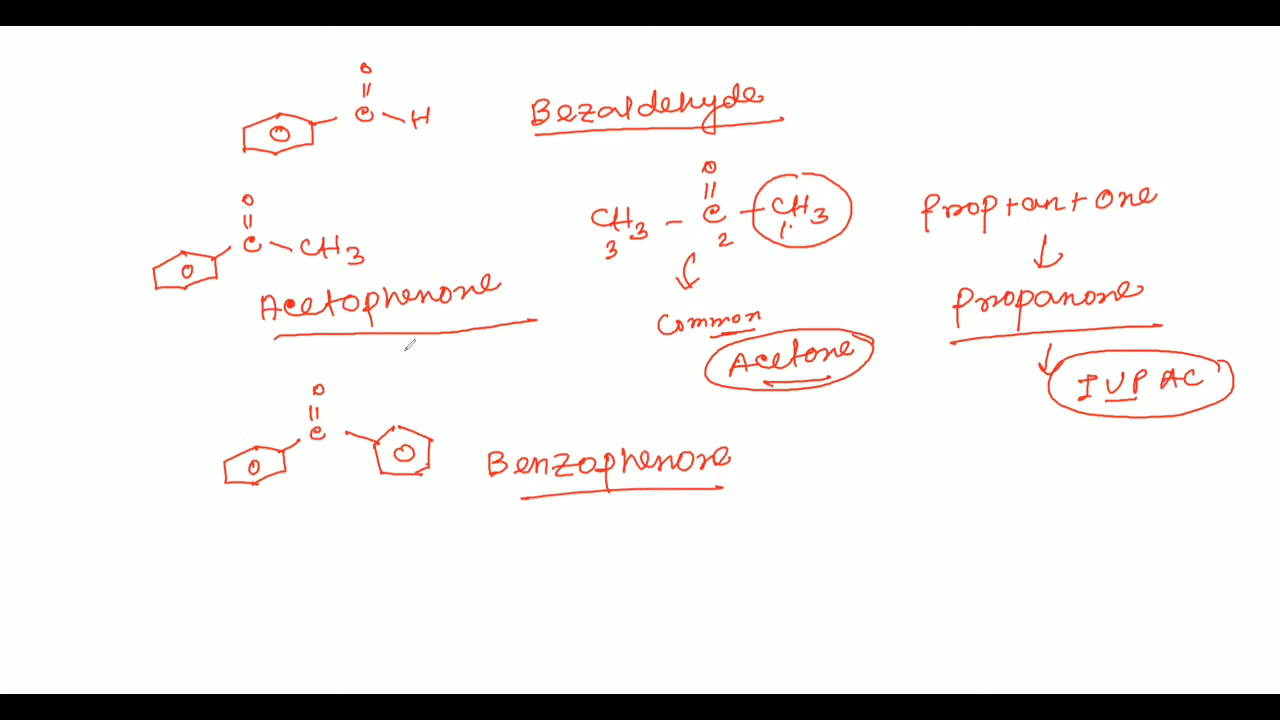 O
||
C - H
Bezaldehyde
O
||
C - CH3
Acetophenone
O
||
CH3 - C - CH3
3 2 1.
Common
Acetone
Prop+an+One
Propanone
IUPAC
O
||
C
Benzophenone